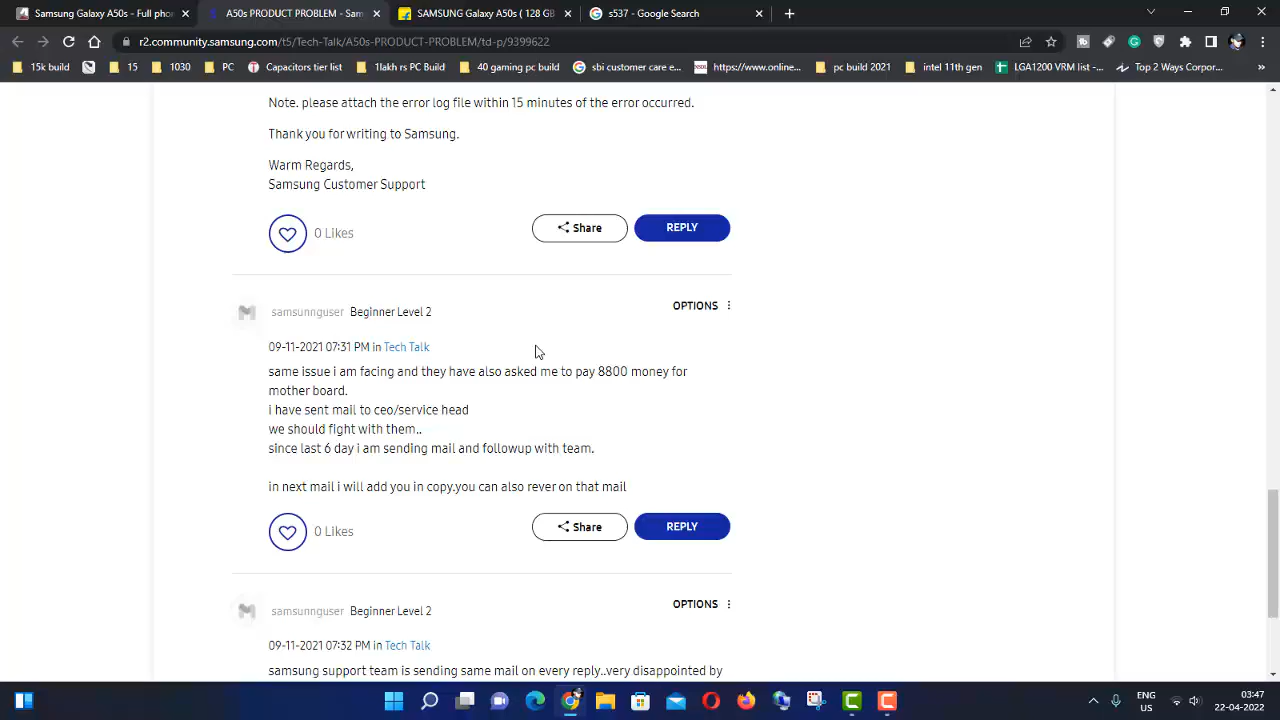 Samsung Galaxy A50s - Full phon
A50s PRODUCT PROBLEM - Sam
SAMSUNG Galaxy A50s ( 128 GB
s537 - Google Search
r2.community.samsung.com/t5/Tech-Talk/A50s-PRODUCT-PROBLEM/td-p/9399622
15k build
15
1030
PC
Capacitors tier list
1lakh rs PC Build
40 gaming pc build
sbi customer care e...
https://www.online...
pc build 2021
intel 11th gen
LGA1200 VRM list -...
Top 2 Ways Corpor...
»
Note. please attach the error log file within 15 minutes of the error occurred.
Thank you for writing to Samsung.
Warm Regards,
Samsung Customer Support
0 Likes
Share
REPLY
samsunnguser Beginner Level 2
OPTIONS
09-11-2021 07:31 PM in Tech Talk
same issue i am facing and they have also asked me to pay 8800 money for
mother board.
i have sent mail to ceo/service head
we should fight with them..
since last 6 day i am sending mail and followup with team.
in next mail i will add you in copy.you can also rever on that mail
0 Likes
Share
REPLY
samsunnguser Beginner Level 2
OPTIONS
09-11-2021 07:32 PM in Tech Talk
samsung support team is sending same mail on every reply..very disappointed by
ENG
US
03:47
22-04-2022